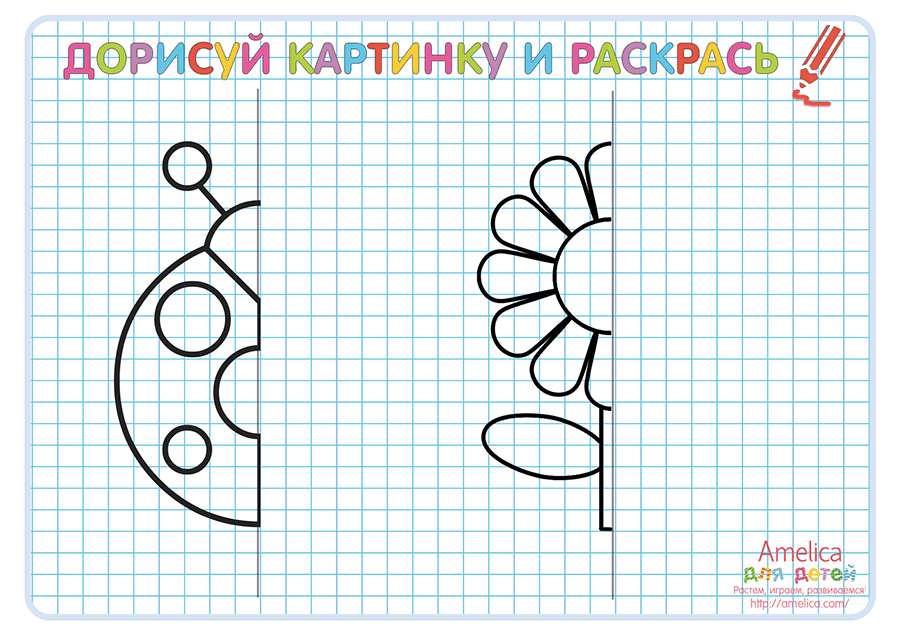 ДОРИСУЙ КАРТИНКУ И РАСКРАСЬ
Amelica
для детей
Растем, играем, развиваемся!
http://amelica.com/